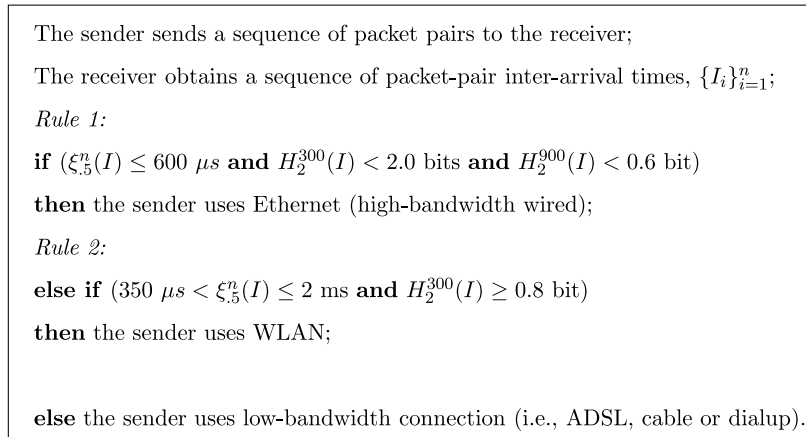 The sender sends a sequence of packet pairs to the receiver;
The receiver obtains a sequence of packet-pair inter-arrival times, {I_i}_{i=1}^n;
Rule 1:
if (ξ_{.5}^n(I) ≤ 600 μs and H_2^{300}(I) < 2.0 bits and H_2^{900}(I) < 0.6 bit)
then the sender uses Ethernet (high-bandwidth wired);
Rule 2:
else if (350 μs < ξ_{.5}^n(I) ≤ 2 ms and H_2^{300}(I) ≥ 0.8 bit)
then the sender uses WLAN;
else the sender uses low-bandwidth connection (i.e., ADSL, cable or dialup).